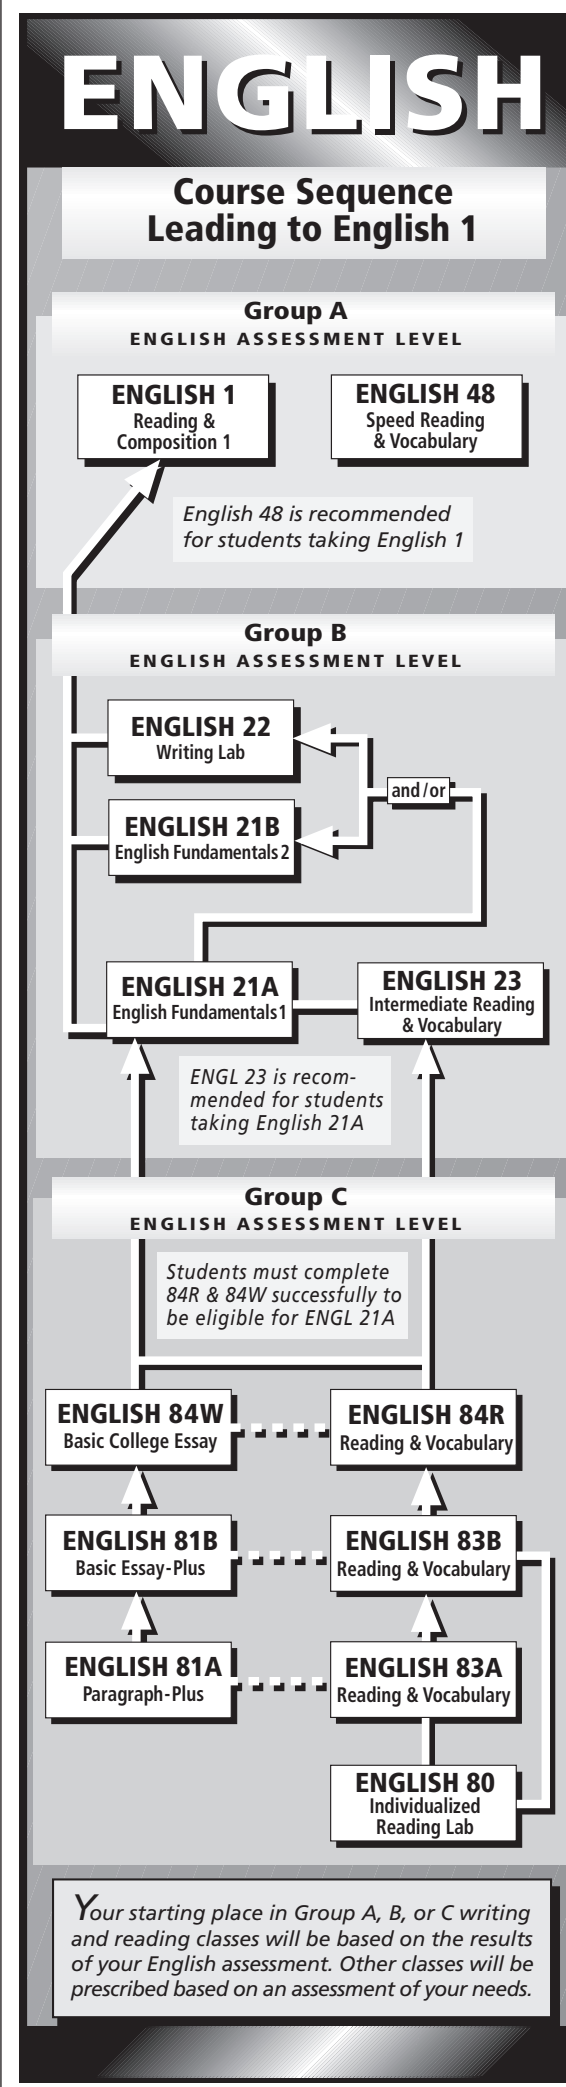 ENGLISH
Course Sequence
Leading to English 1
Group A
ENGLISH ASSESSMENT LEVEL
ENGLISH 1
Reading &
Composition 1
ENGLISH 48
Speed Reading
& Vocabulary
English 48 is recommended
for students taking English 1
Group B
ENGLISH ASSESSMENT LEVEL
ENGLISH 22
Writing Lab
and/or
ENGLISH 21B
English Fundamentals 2
ENGLISH 21A
English Fundamentals 1
ENGLISH 23
Intermediate Reading
& Vocabulary
ENGL 23 is recom-
mended for students
taking English 21A
Group C
ENGLISH ASSESSMENT LEVEL
Students must complete
84R & 84W successfully to
be eligible for ENGL 21A
ENGLISH 84W
Basic College Essay
ENGLISH 84R
Reading & Vocabulary
ENGLISH 81B
Basic Essay-Plus
ENGLISH 83B
Reading & Vocabulary
ENGLISH 81A
Paragraph-Plus
ENGLISH 83A
Reading & Vocabulary
ENGLISH 80
Individualized
Reading Lab
Your starting place in Group A, B, or C writing
and reading classes will be based on the results
of your English assessment. Other classes will be
prescribed based on an assessment of your needs.